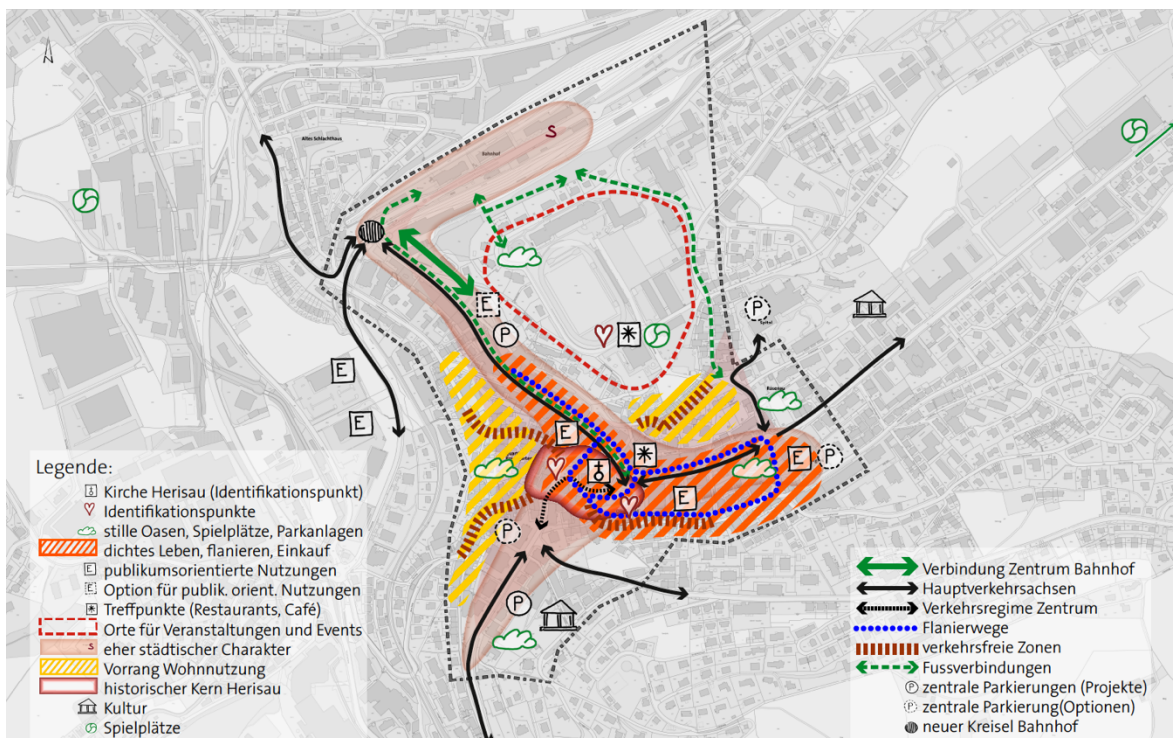 Altes Schlachthaus
Bahnhof
S
E
P
E
E
E
P
Spital
E
P
E
P
P
Legende:
Kirche Herisau (Identifikationspunkt)
Identifikationspunkte
stille Oasen, Spielplätze, Parkanlagen
dichtes Leben, flanieren, Einkauf
E publikumsorientierte Nutzungen
E Option für publik. orient. Nutzungen
Treffpunkte (Restaurants, Café)
Orte für Veranstaltungen und Events
S eher städtischer Charakter
Vorrang Wohnnutzung
historischer Kern Herisau
Kultur
Spielplätze
Verbindung Zentrum Bahnhof
Hauptverkehrsachsen
Verkehrsregime Zentrum
Flanierwege
verkehrsfreie Zonen
Fussverbindungen
P zentrale Parkierungen (Projekte)
P zentrale Parkierung(Optionen)
neuer Kreisel Bahnhof